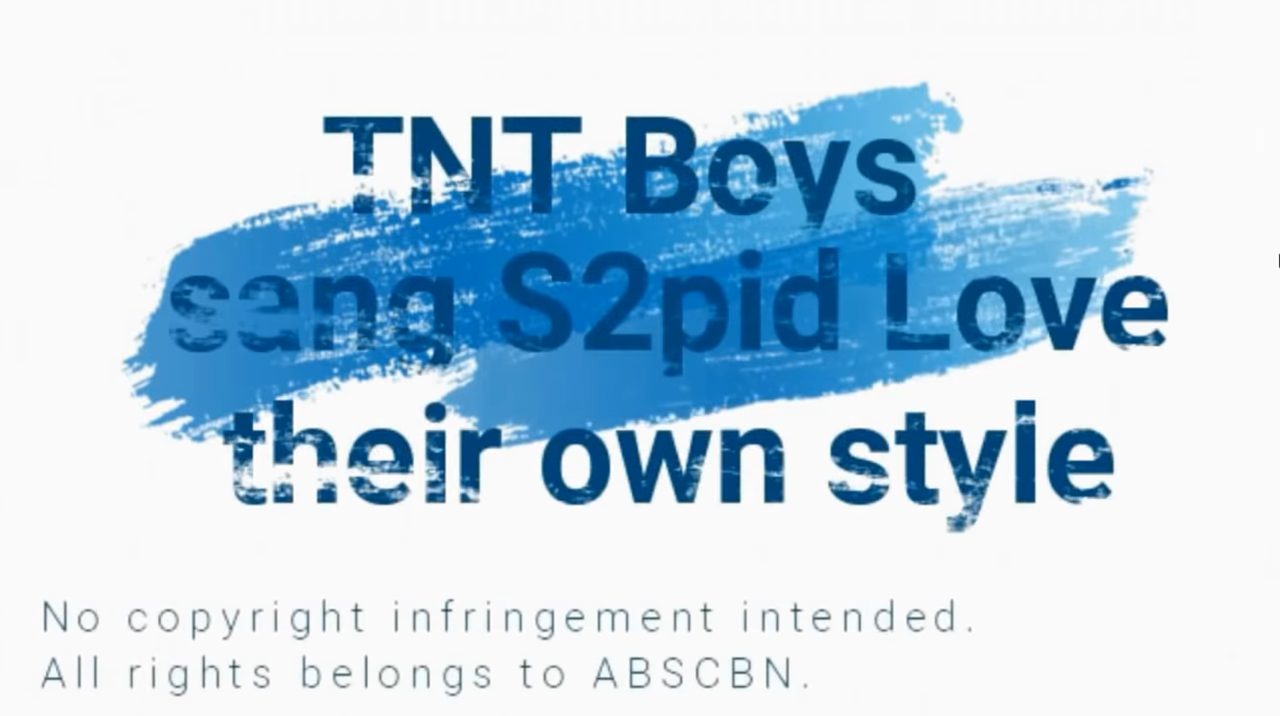 TNT Boys
sang S2pid Love
their own style
No copyright infringement intended.
All rights belongs to ABSCBN.